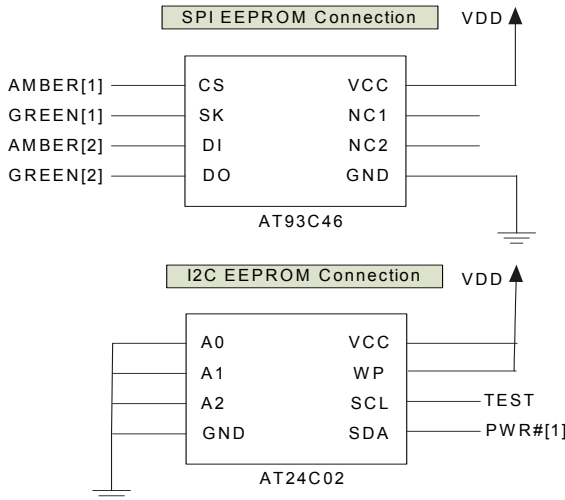 SPI EEPROM Connection VDD
AMBER[1] CS VCC
GREEN[1] SK NC1
AMBER[2] DI NC2
GREEN[2] DO GND
AT93C46
I2C EEPROM Connection VDD
A0 VCC
A1 WP
A2 SCL TEST
GND SDA PWR#[1]
AT24C02